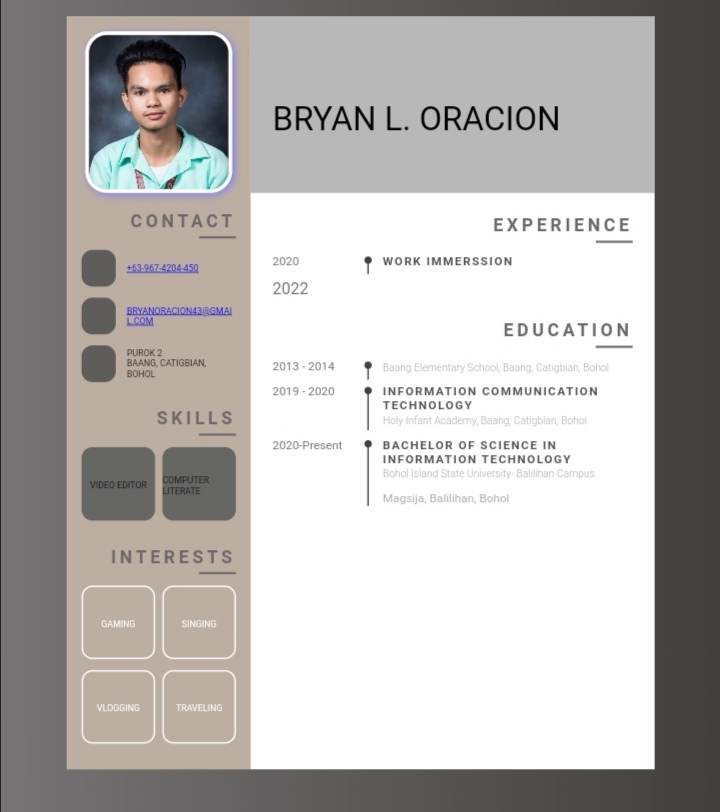 BRYAN L. ORACION
CONTACT
+63-967-4204-450
BRYANORACION43@GMAI
L.COM
PUROK 2
BAANG, CATIGBIAN,
BOHOL
SKILLS
VIDEO EDITOR
COMPUTER
LITERATE
INTERESTS
GAMING
SINGING
VLOGGING
TRAVELING
EXPERIENCE
2020 WORK IMMERSSION
2022
EDUCATION
2013 - 2014 Baang Elementary School, Baang, Catigbian, Bohol
2019 - 2020 INFORMATION COMMUNICATION
TECHNOLOGY
Holy Infant Academy, Baang, Catigbian, Bohol
2020-Present BACHELOR OF SCIENCE IN
INFORMATION TECHNOLOGY
Bohol Island State University- Balilihan Campus
Magsija, Balilihan, Bohol